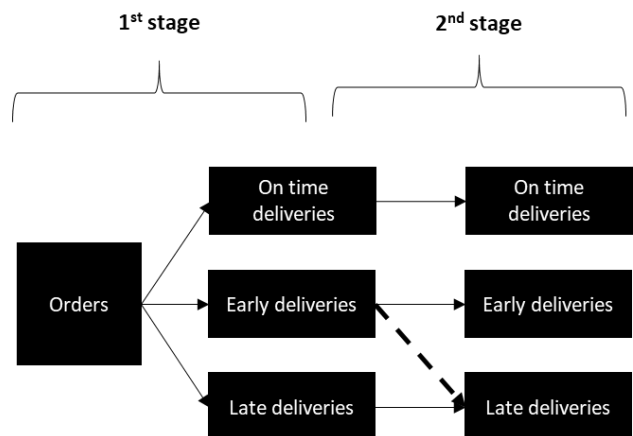 1st stage
2nd stage
On time
deliveries
On time
deliveries
Orders
Early deliveries
Early deliveries
Late deliveries
Late deliveries